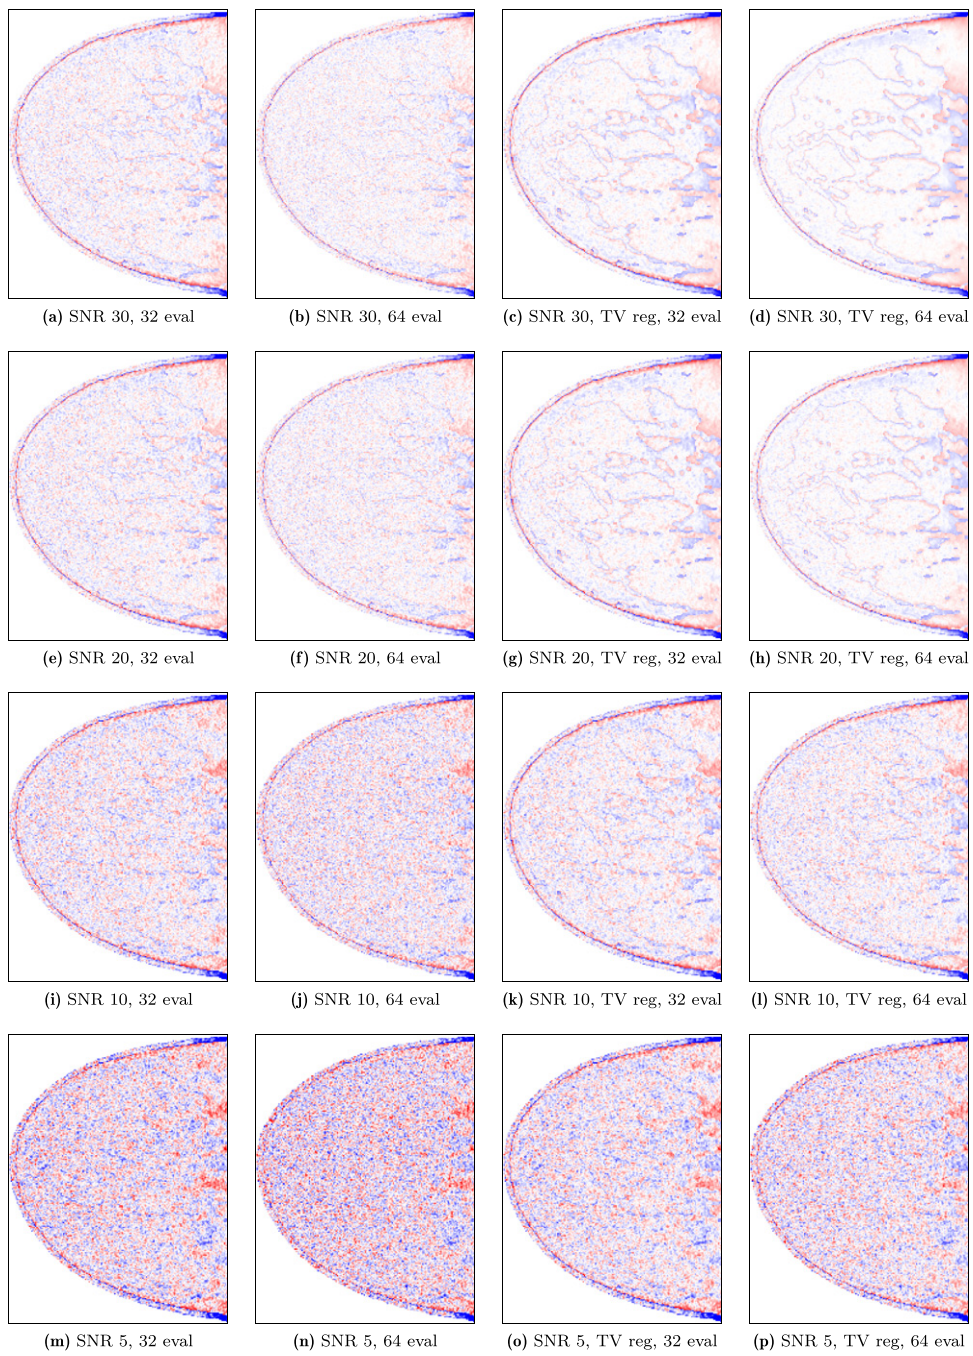 (a) SNR 30, 32 eval
(b) SNR 30, 64 eval
(c) SNR 30, TV reg, 32 eval
(d) SNR 30, TV reg, 64 eval
(e) SNR 20, 32 eval
(f) SNR 20, 64 eval
(g) SNR 20, TV reg, 32 eval
(h) SNR 20, TV reg, 64 eval
(i) SNR 10, 32 eval
(j) SNR 10, 64 eval
(k) SNR 10, TV reg, 32 eval
(l) SNR 10, TV reg, 64 eval
(m) SNR 5, 32 eval
(n) SNR 5, 64 eval
(o) SNR 5, TV reg, 32 eval
(p) SNR 5, TV reg, 64 eval